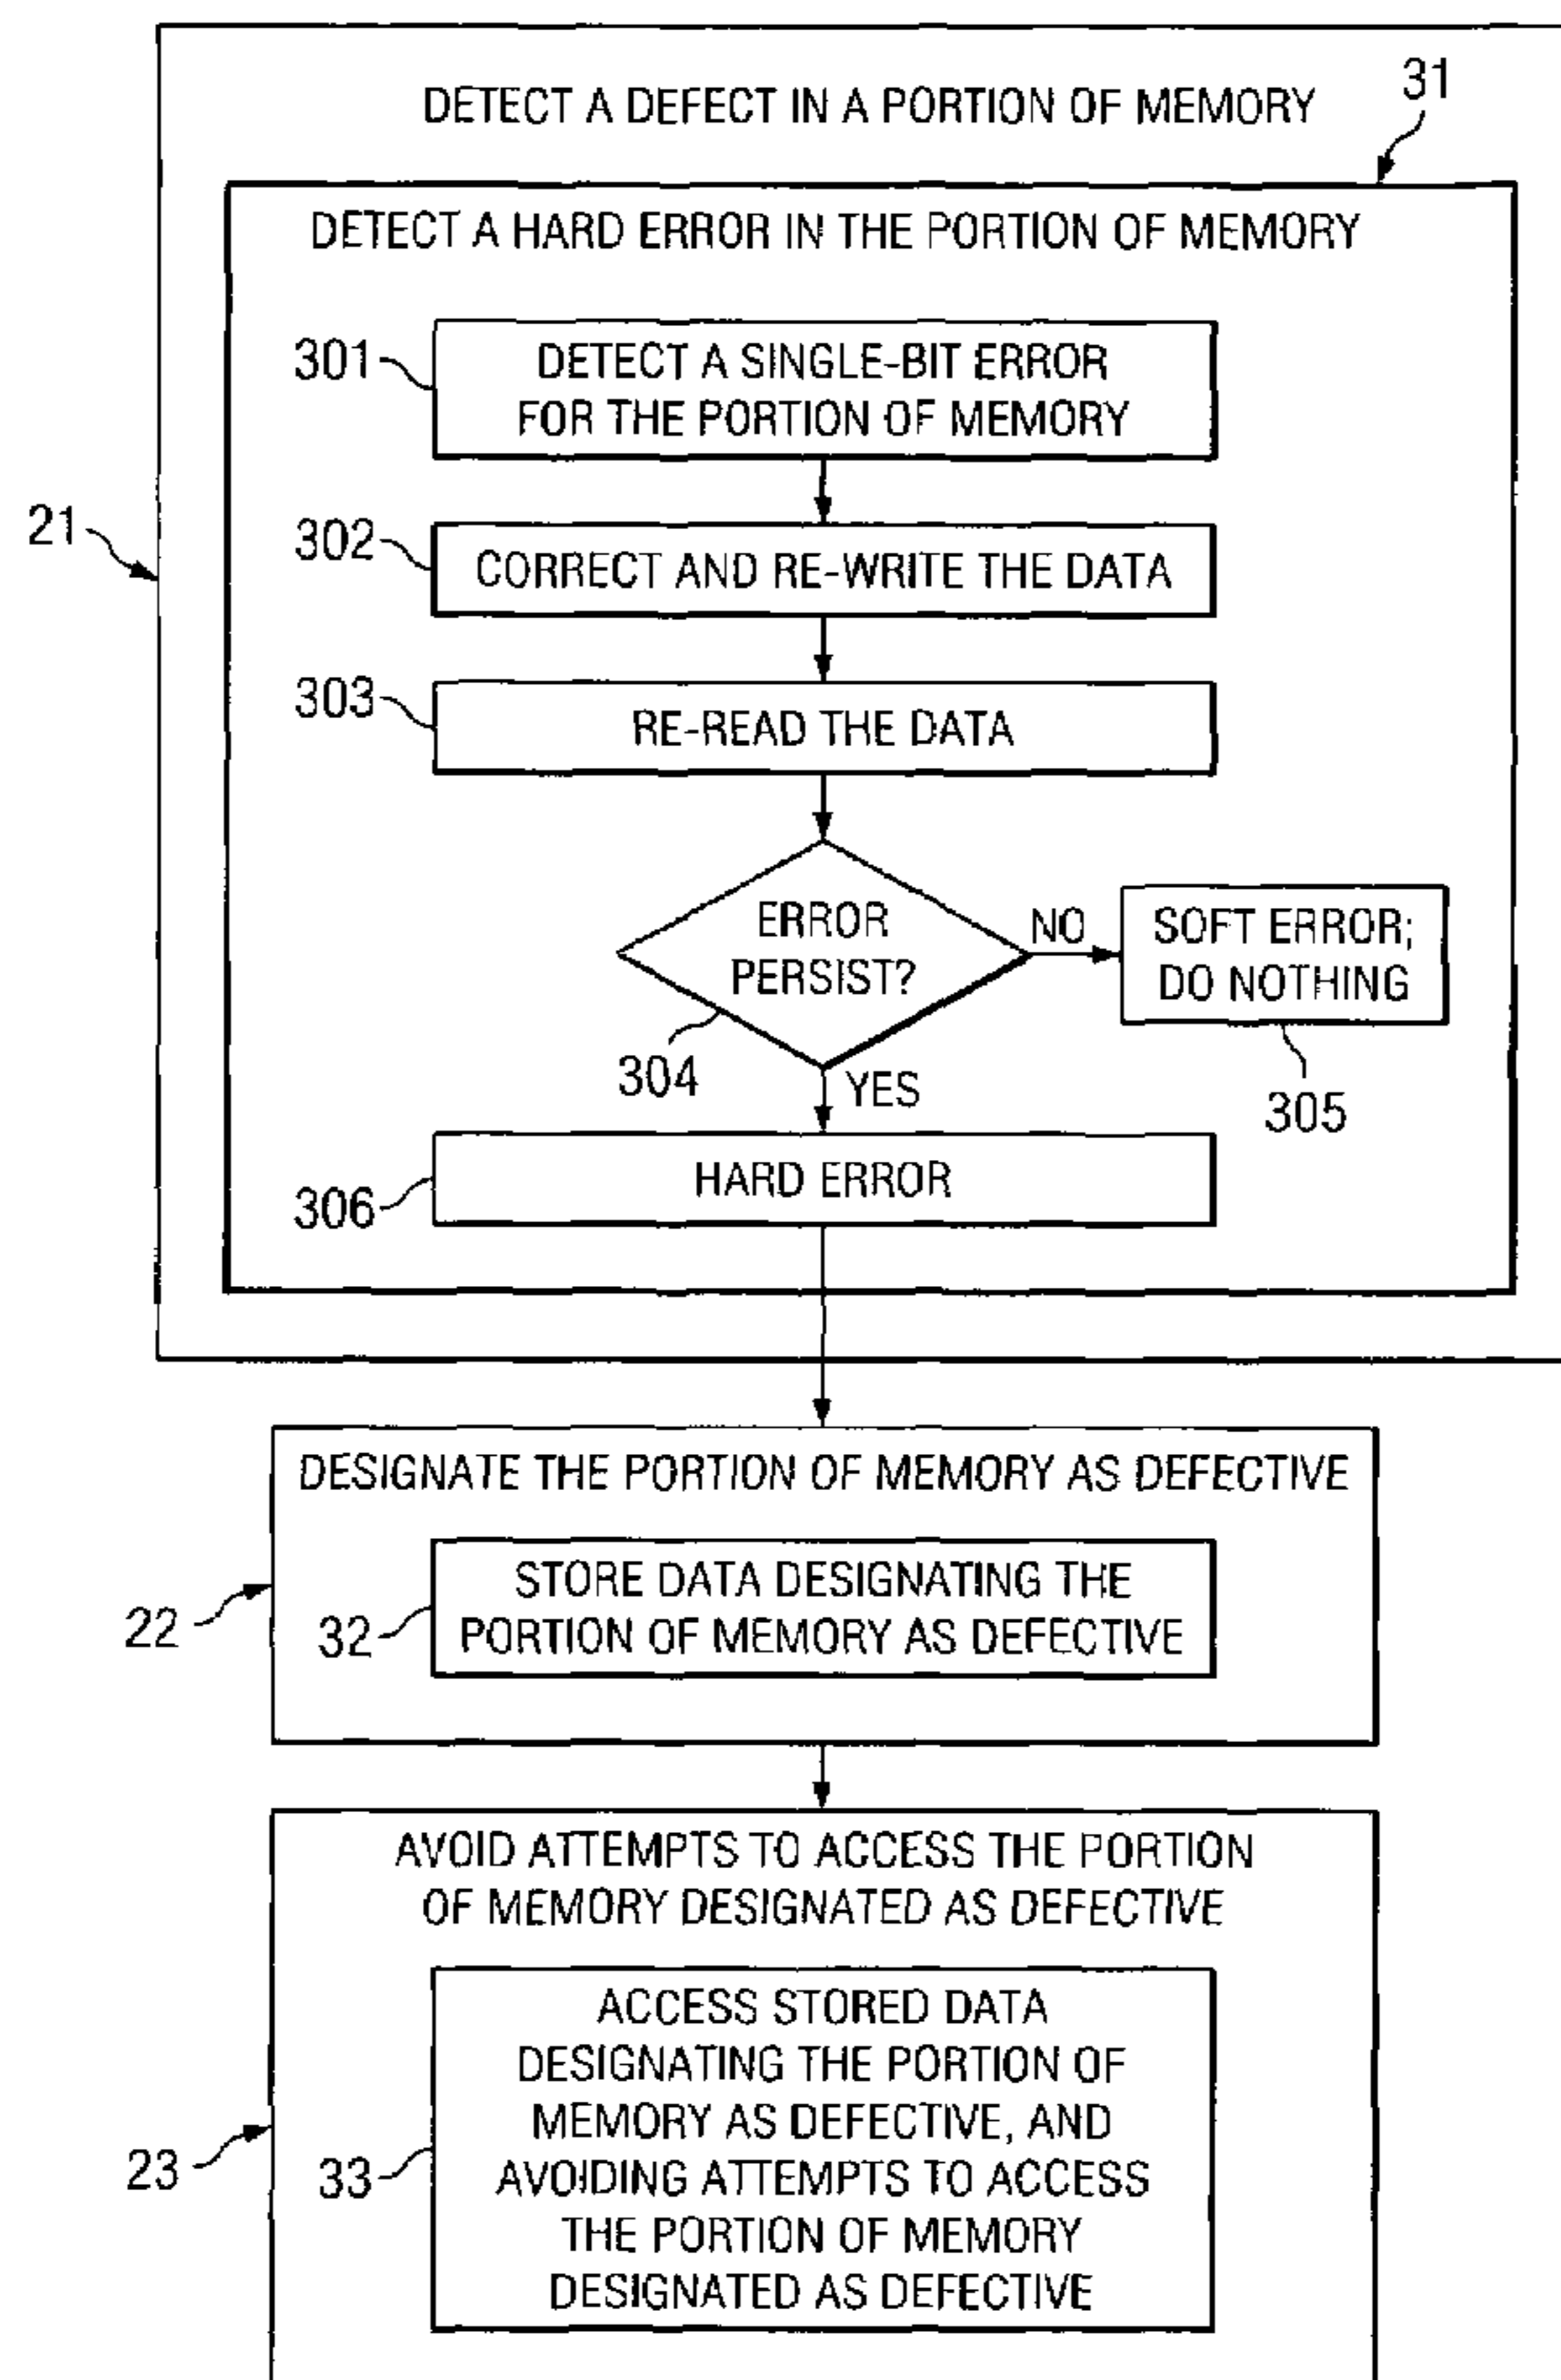 DETECT A DEFECT IN A PORTION OF MEMORY
31
DETECT A HARD ERROR IN THE PORTION OF MEMORY
301
DETECT A SINGLE-BIT ERROR
FOR THE PORTION OF MEMORY
21
302
CORRECT AND RE-WRITE THE DATA
303
RE-READ THE DATA
ERROR
PERSIST?
NO
SOFT ERROR;
DO NOTHING
304
YES
305
306
HARD ERROR
DESIGNATE THE PORTION OF MEMORY AS DEFECTIVE
22
32
STORE DATA DESIGNATING THE
PORTION OF MEMORY AS DEFECTIVE
AVOID ATTEMPTS TO ACCESS THE PORTION
OF MEMORY DESIGNATED AS DEFECTIVE
23
33
ACCESS STORED DATA
DESIGNATING THE PORTION OF
MEMORY AS DEFECTIVE, AND
AVOIDING ATTEMPTS TO ACCESS
THE PORTION OF MEMORY
DESIGNATED AS DEFECTIVE